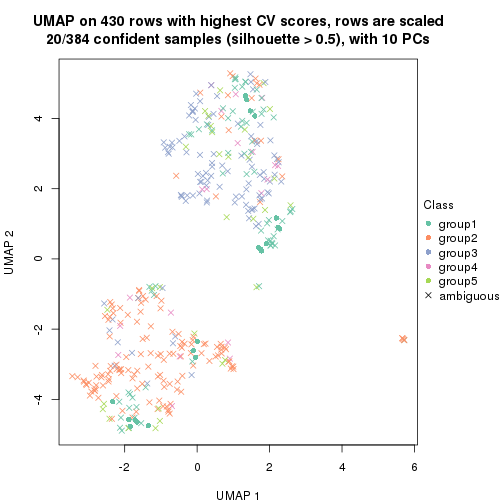 UMAP on 430 rows with highest CV scores, rows are scaled
20/384 confident samples (silhouette > 0.5), with 10 PCs
UMAP 2
4
2
0
-2
-4
-2
0
2
4
6
UMAP 1
Class
group1
group2
group3
group4
group5
ambiguous